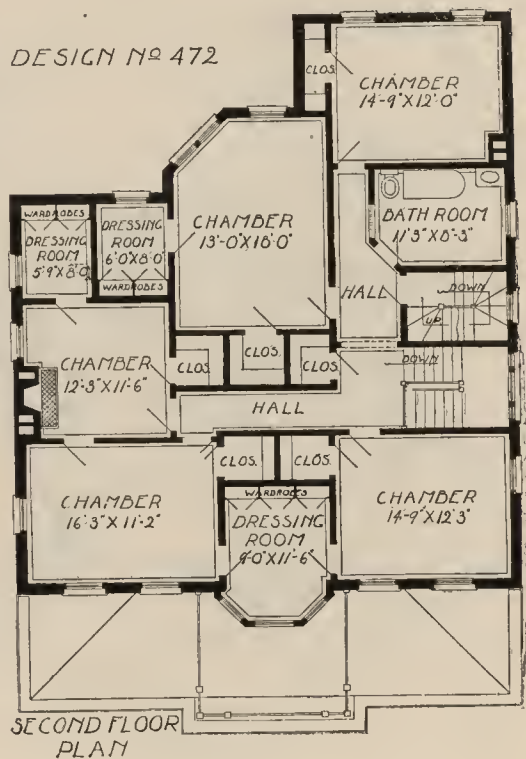 DESIGN Nº 472
CLOS.
CHAMBER
14'-9"X12'-0"
WARDROBES
DRESSING
ROOM
5'9"X8'-0
DRESSING
ROOM
6'0"X8'-0
WARDROBES
CHAMBER
13'-0"X18'-0"
BATH ROOM
11'3"X8'-3"
HALL
DOWN
UP
CHAMBER
12'-3"X11'-6"
CLOS.
CLOS.
CLOS.
DOWN
HALL
CLOS.
CLOS.
CHAMBER
16'-3"X11'-2"
WARDROBES
DRESSING
ROOM
9'-0"X11'-6"
CHAMBER
14'-9"X12'3"
SECOND FLOOR
PLAN